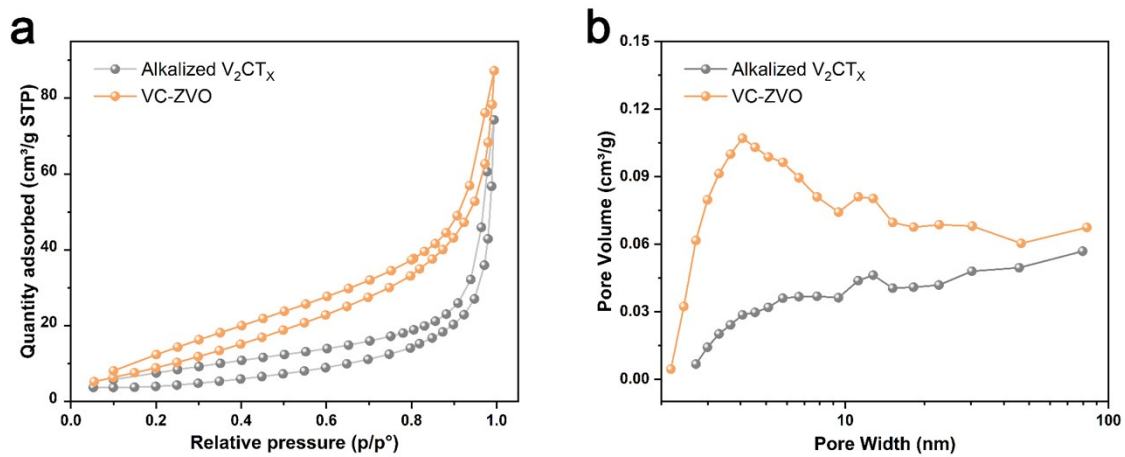 a
Alkalized V₂CTₓ
VC-ZVO
Quantity adsorbed (cm³/g STP)
80
60
40
20
0
0.0 0.2 0.4 0.6 0.8 1.0
Relative pressure (p/p°)
b
Alkalized V₂CTₓ
VC-ZVO
Pore Volume (cm³/g)
0.15
0.12
0.09
0.06
0.03
0.00
10 100
Pore Width (nm)